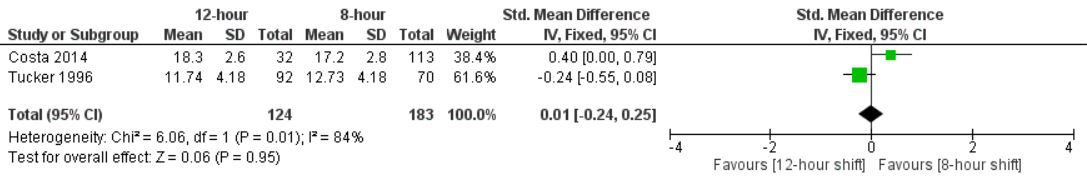 12-hour 8-hour Std. Mean Difference Std. Mean Difference
Study or Subgroup Mean SD Total Mean SD Total Weight IV, Fixed, 95% CI IV, Fixed, 95% CI
Costa 2014 18.3 2.6 32 17.2 2.8 113 38.4% 0.40 [0.00, 0.79]
Tucker 1996 11.74 4.18 92 12.73 4.18 70 61.6% -0.24 [-0.55, 0.08]
Total (95% CI) 124 183 100.0% 0.01 [-0.24, 0.25]
Heterogeneity: Chi² = 6.06, df = 1 (P = 0.01); I² = 84%
Test for overall effect: Z = 0.06 (P = 0.95)
-4 -2 0 2 4
Favours [12-hour shift] Favours [8-hour shift]